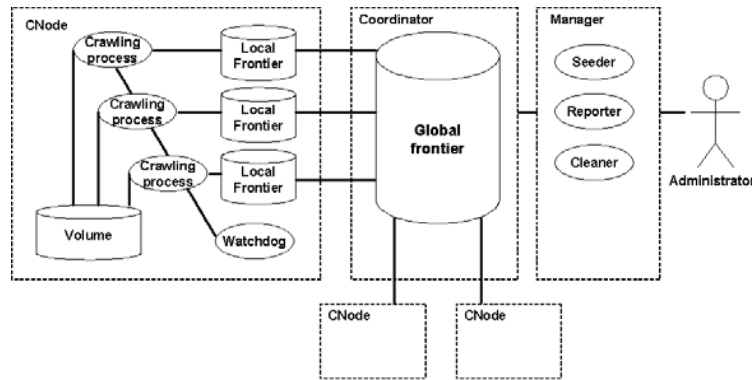 CNode
Crawling
process
Local
Frontier
Crawling
process
Local
Frontier
Crawling
process
Local
Frontier
Volume
Watchdog
Coordinator
Global
frontier
Manager
Seeder
Reporter
Cleaner
Administrator
CNode
CNode